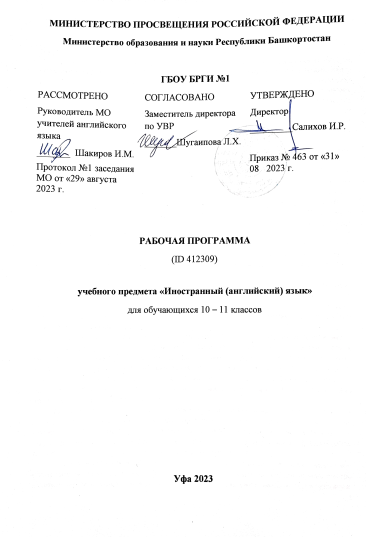 МИНИСТЕРСТВО ПРОСВЕЩЕНИЯ РОССИЙСКОЙ ФЕДЕРАЦИИ
Министерство образования и науки Республики Башкортостан
ГБОУ БРГИ №1
РАССМОТРЕНО
Руководитель МО
учителей английского
языка
Шакиров И.М.
Протокол №1 заседания
МО от «29» августа
2023 г.
СОГЛАСОВАНО
Заместитель директора
по УВР
Шугаипова Л.Х.
УТВЕРЖДЕНО
Директор
Салихов И.Р.
Приказ № 463 от «31»
08 2023 г.
РАБОЧАЯ ПРОГРАММА
(ID 412309)
учебного предмета «Иностранный (английский) язык»
для обучающихся 10 – 11 классов
Уфа 2023